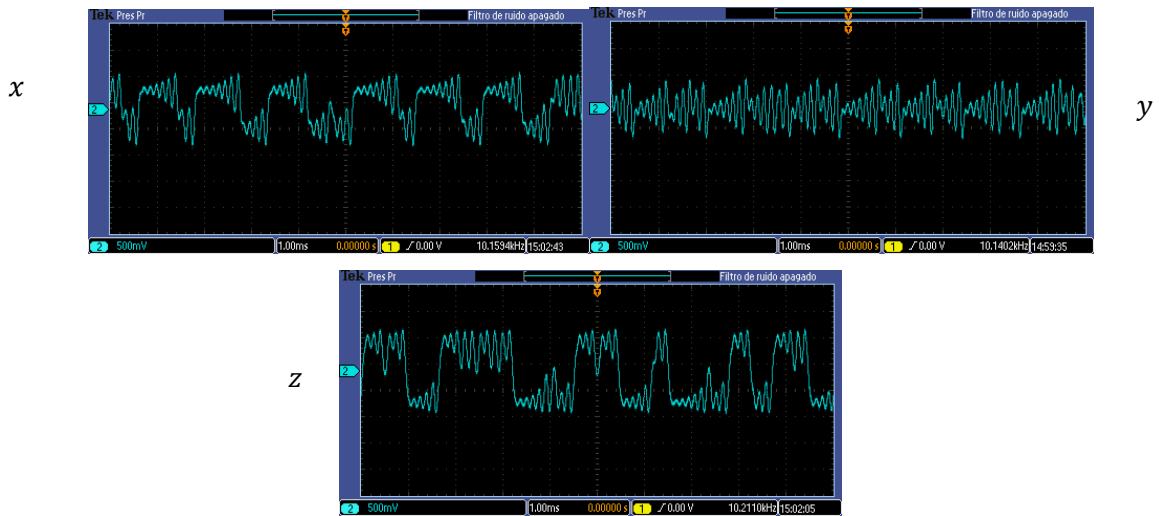 Tek Pres Pr Filtro de ruido apagado
T
T
x
2
2 500mV 1.00ms 0.00000 s 1 0.00 V 10.1594kHz 15:02:43
Tek Pres Pr Filtro de ruido apagado
T
T
2
y
2 500mV 1.00ms 0.00000 s 1 0.00 V 10.1402kHz 14:59:35
Tek Pres Pr Filtro de ruido apagado
T
T
z
2
2 500mV 1.00ms 0.00000 s 1 0.00 V 10.2110kHz 15:02:05